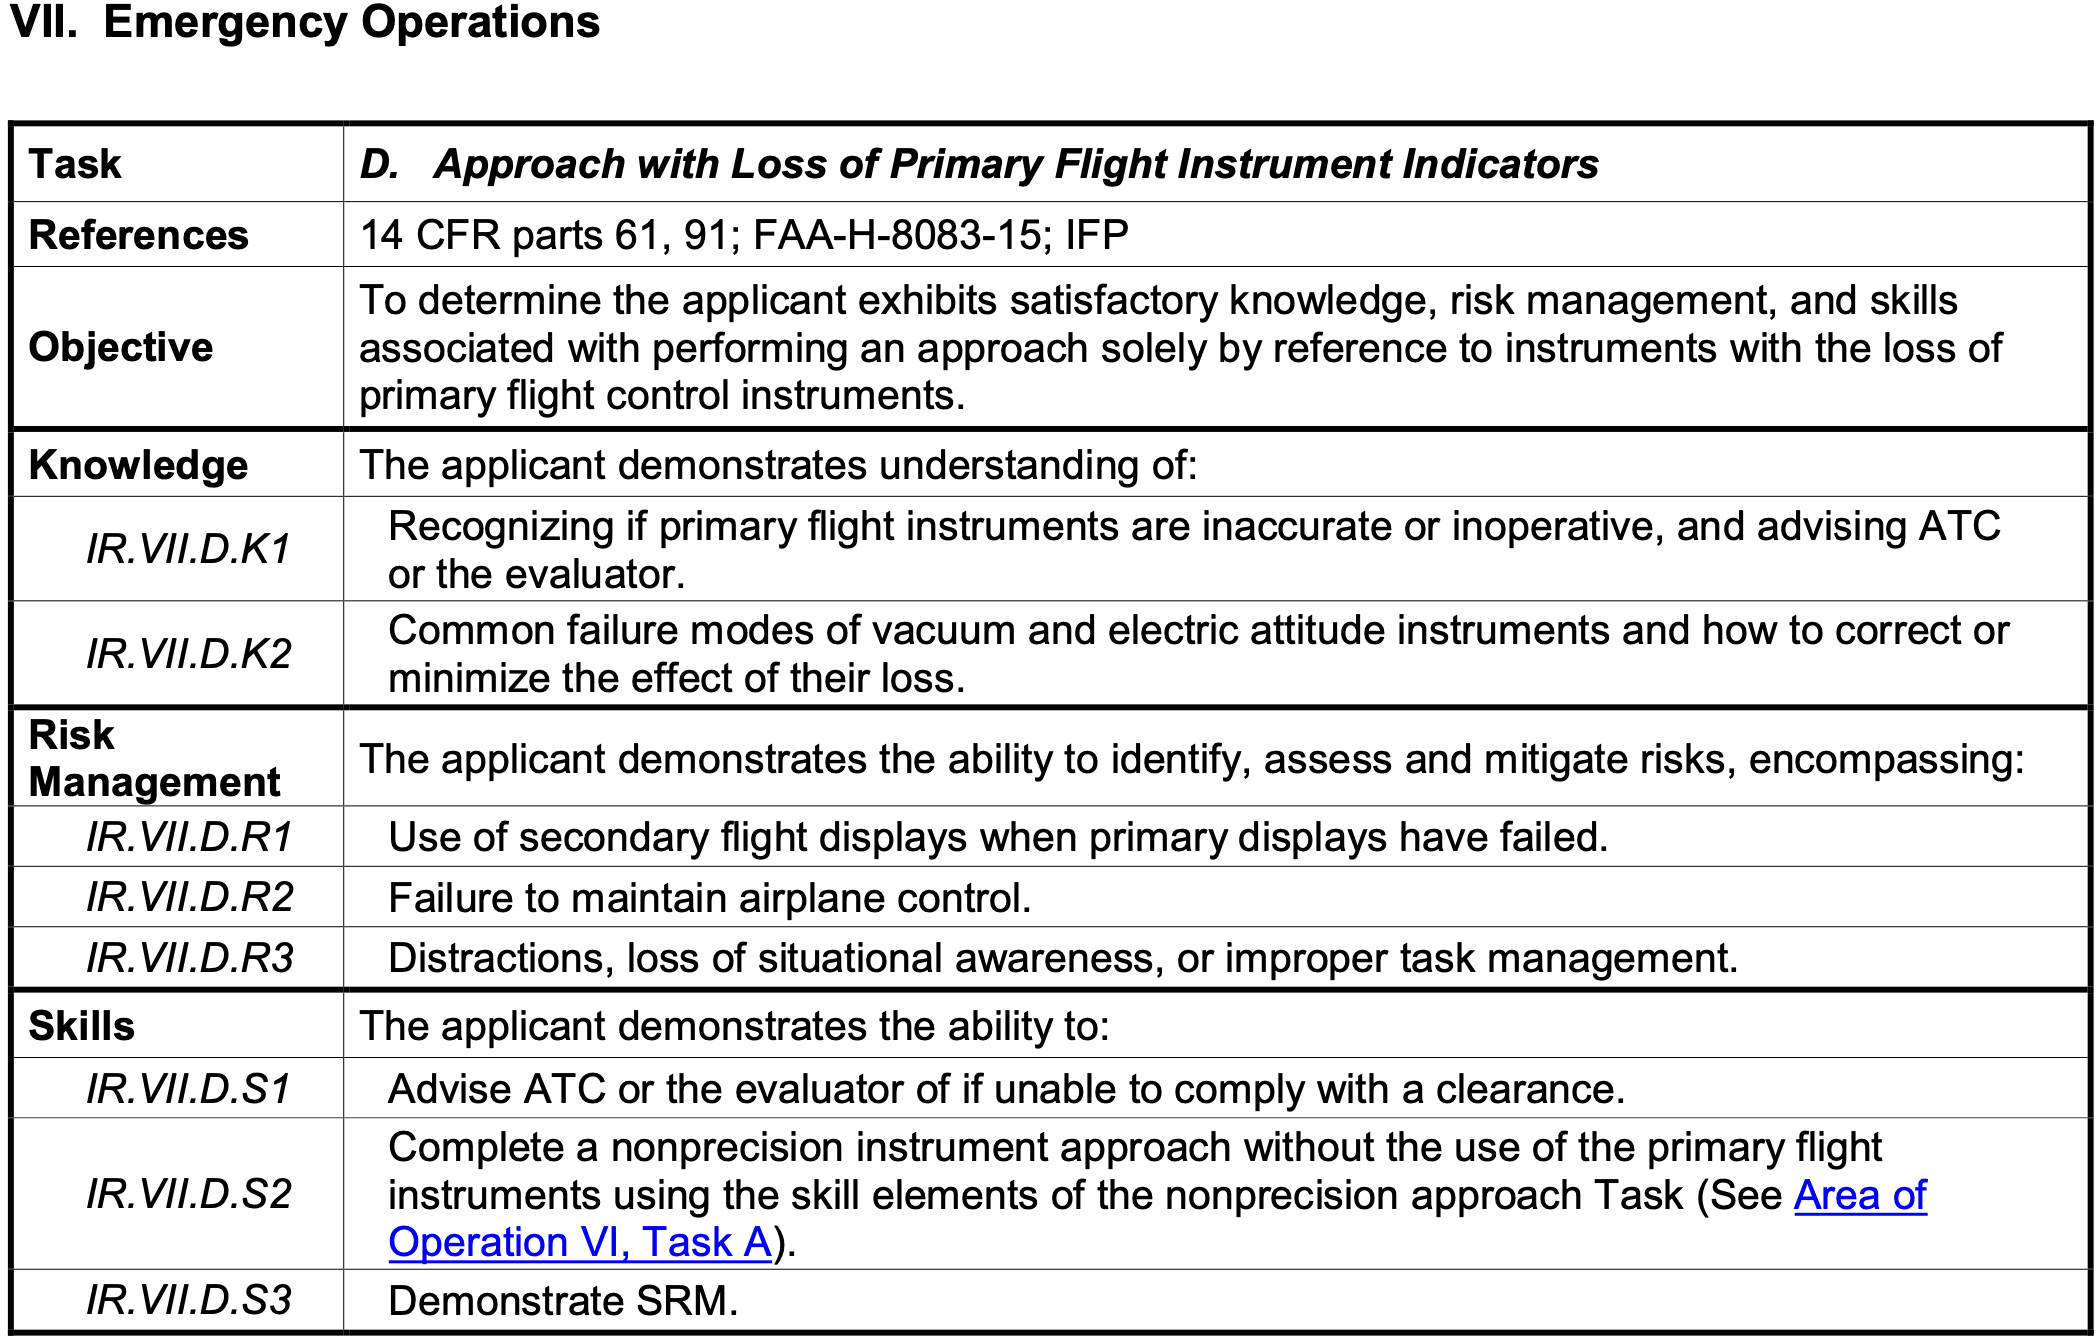 VII. Emergency Operations
Task
D. Approach with Loss of Primary Flight Instrument Indicators
References
14 CFR parts 61, 91; FAA-H-8083-15; IFP
Objective
To determine the applicant exhibits satisfactory knowledge, risk management, and skills
associated with performing an approach solely by reference to instruments with the loss of
primary flight control instruments.
Knowledge
The applicant demonstrates understanding of:
IR.VII.D.K1
Recognizing if primary flight instruments are inaccurate or inoperative, and advising ATC
or the evaluator.
IR.VII.D.K2
Common failure modes of vacuum and electric attitude instruments and how to correct or
minimize the effect of their loss.
Risk
Management
The applicant demonstrates the ability to identify, assess and mitigate risks, encompassing:
IR.VII.D.R1
Use of secondary flight displays when primary displays have failed.
IR.VII.D.R2
Failure to maintain airplane control.
IR.VII.D.R3
Distractions, loss of situational awareness, or improper task management.
Skills
The applicant demonstrates the ability to:
IR.VII.D.S1
Advise ATC or the evaluator of if unable to comply with a clearance.
IR.VII.D.S2
Complete a nonprecision instrument approach without the use of the primary flight
instruments using the skill elements of the nonprecision approach Task (See Area of
Operation VI, Task A).
IR.VII.D.S3
Demonstrate SRM.